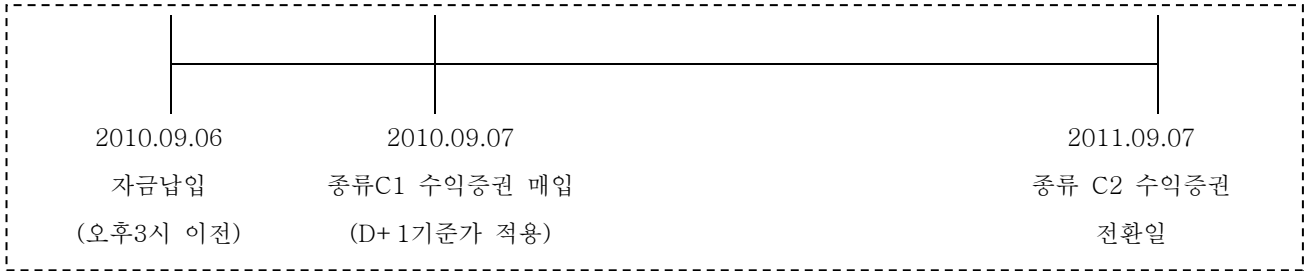 2010.09.06 2010.09.07 2011.09.07
자금납입 종류C1 수익증권 매입 종류 C2 수익증권
(오후3시 이전) (D+1기준가 적용) 전환일